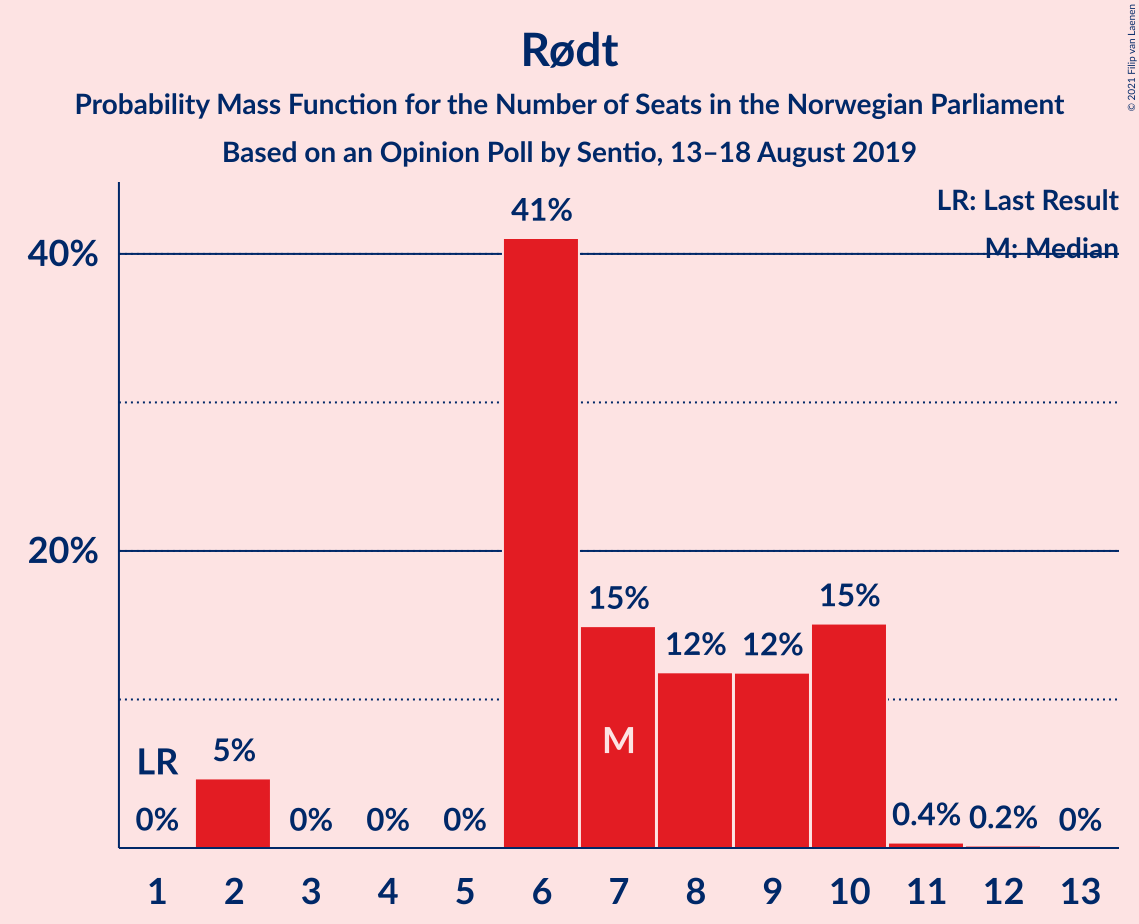 Rødt
Probability Mass Function for the Number of Seats in the Norwegian Parliament
Based on an Opinion Poll by Sentio, 13–18 August 2019
© 2021 Filip van Laenen
LR: Last Result
M: Median
40%
20%
LR
0%
5%
0%
0%
0%
41%
15%
M
12%
12%
15%
0.4%
0.2%
0%
1 2 3 4 5 6 7 8 9 10 11 12 13